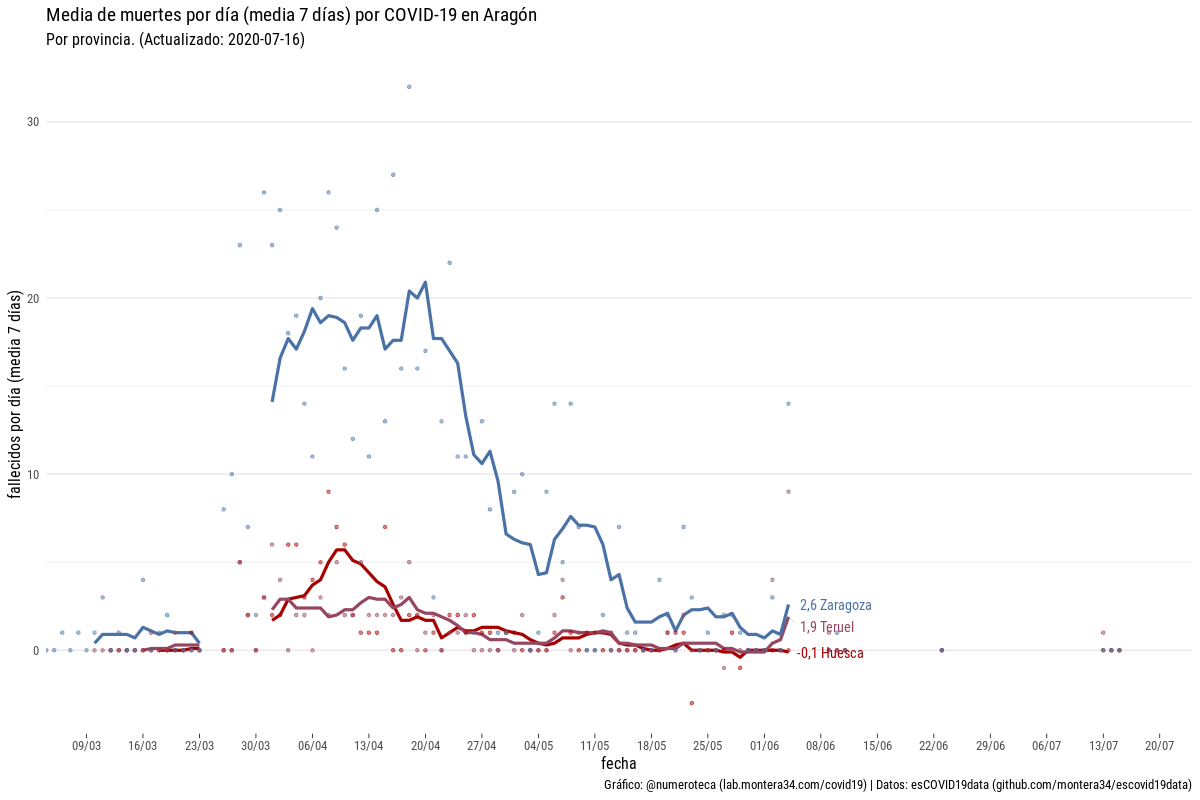 Media de muertes por día (media 7 días) por COVID-19 en Aragón
Por provincia. (Actualizado: 2020-07-16)
fallecidos por día (media 7 días)
30
20
10
0
2,6 Zaragoza
1,9 Teruel
-0,1 Huesca
09/03 16/03 23/03 30/03 06/04 13/04 20/04 27/04 04/05 11/05 18/05 25/05 01/06 08/06 15/06 22/06 29/06 06/07 13/07 20/07
fecha
Gráfico: @numeroteca (lab.montera34.com/covid19) | Datos: esCOVID19data (github.com/montera34/escovid19data)